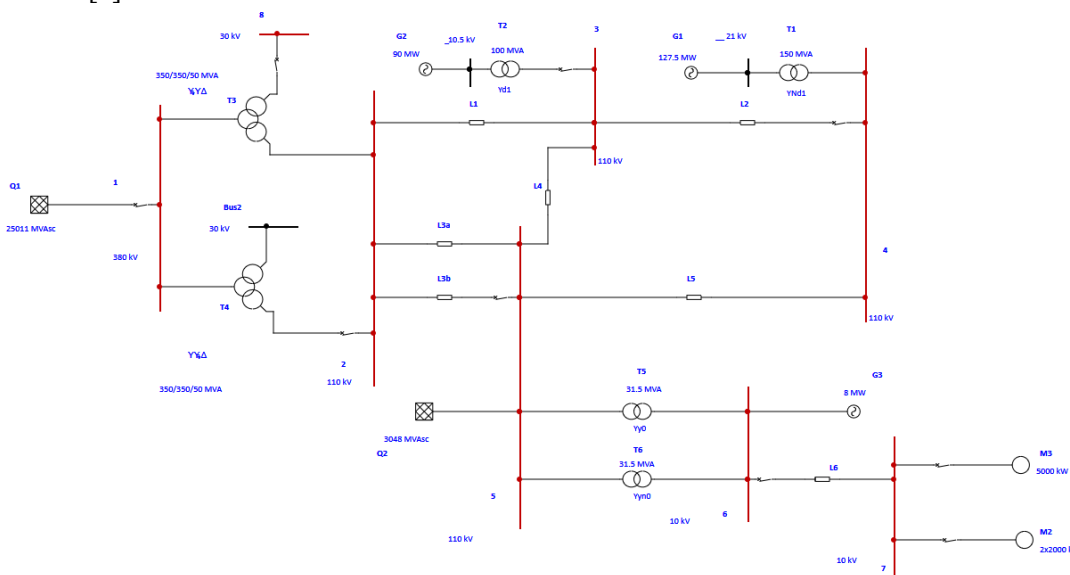 8
30 kV
350/350/50 MVA
T3
1
Q1
25011 MVAsc
380 kV
Bus2
30 kV
T4
350/350/50 MVA
2
110 kV
G2
90 MW
10.5 kV
T2
100 MVA
Yd1
3
G1
127.5 MW
21 kV
T1
150 MVA
YNd1
L1
L2
110 kV
L4
L3a
L3b
L5
4
110 kV
T5
31.5 MVA
Yy0
G3
8 MW
3048 MVAsc
Q2
T6
31.5 MVA
Yyn0
L6
5
110 kV
6
10 kV
M3
5000 kW
M2
2x2000
7
10 kV